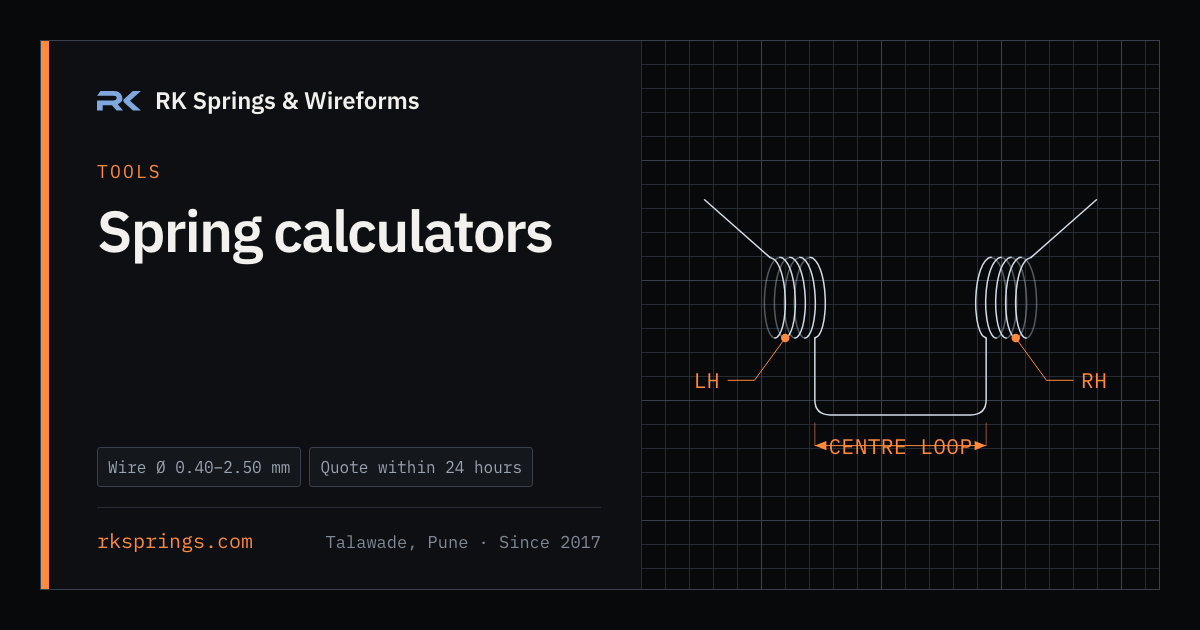 RK RK Springs & Wireforms
TOOLS
Spring calculators
Wire Ø 0.40–2.50 mm
Quote within 24 hours
rksprings.com
Talawade, Pune · Since 2017
LH
RH
CENTRE LOOP